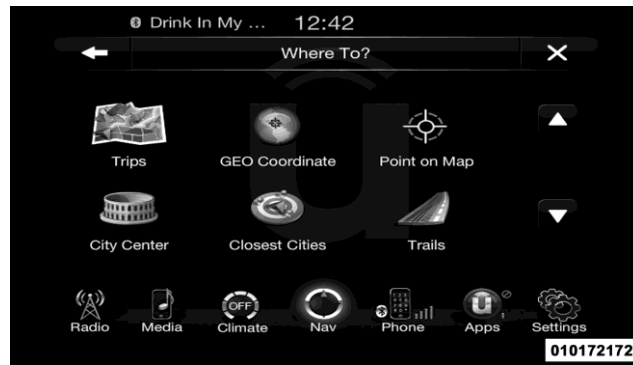 Drink In My ... 12:42
Where To?
Trips GEO Coordinate Point on Map
City Center Closest Cities Trails
OFF
Radio Media Climate Nav Phone Apps Settings
010172172